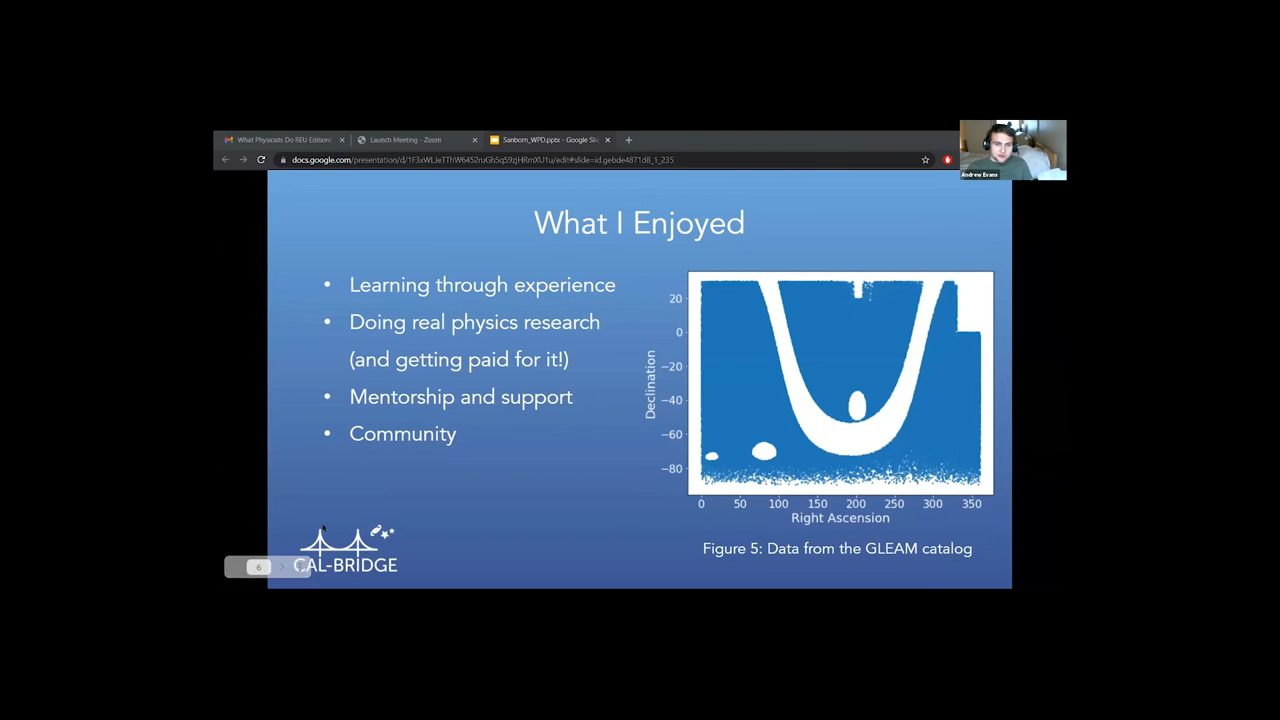 What Physicists Do REU Edition
Launch Meeting - Zoom
Sanborn_WPD.pptx - Google Sli
Andrew Evans
What I Enjoyed
• Learning through experience
• Doing real physics research
(and getting paid for it!)
• Mentorship and support
• Community
20
0
−20
−40
−60
−80
Declination
0 50 100 150 200 250 300 350
Right Ascension
Figure 5: Data from the GLEAM catalog
CAL-BRIDGE
6